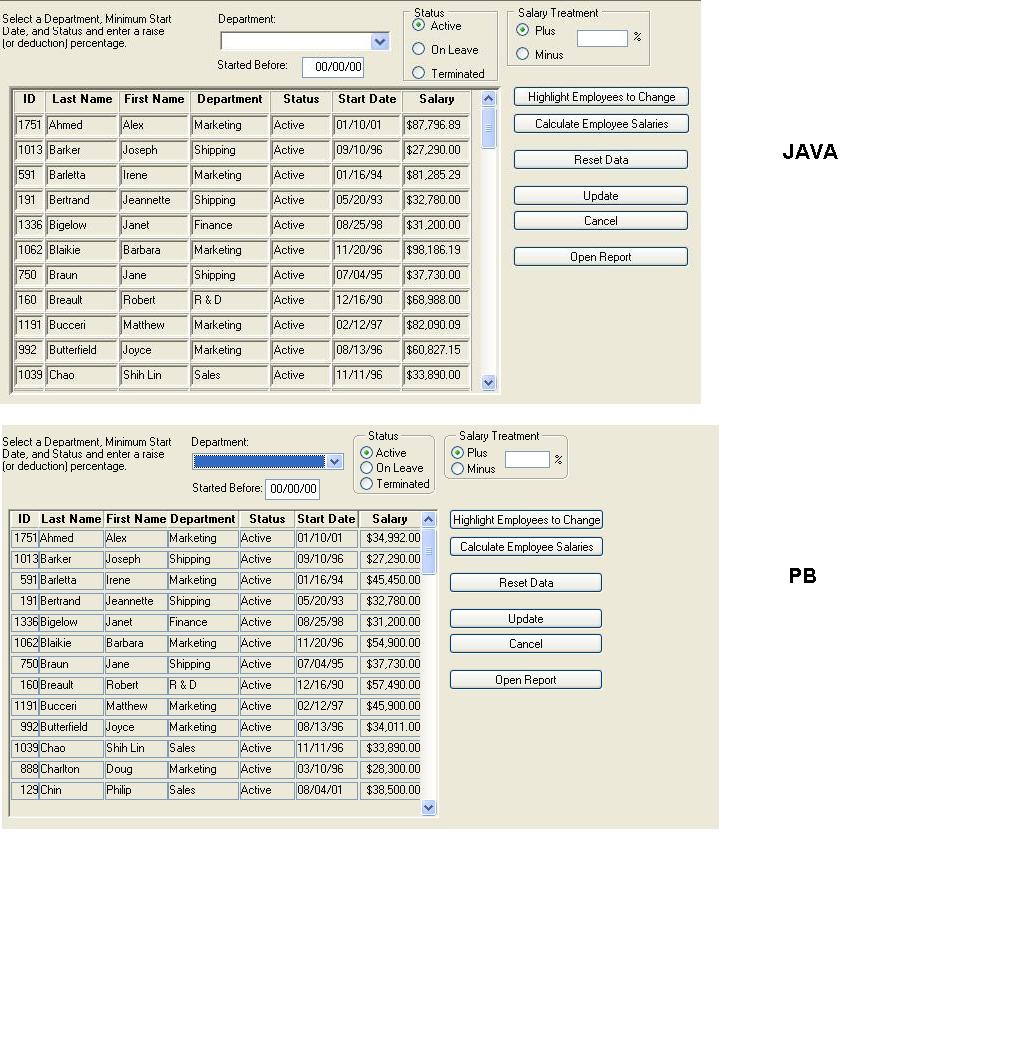 Select a Department, Minimum Start
Date, and Status and enter a raise
(or deduction) percentage.
Department:
Started Before: 00/00/00
Status
Active
On Leave
Terminated
Salary Treatment
Plus
%
Minus
ID Last Name First Name Department Status Start Date Salary
1751 Ahmed Alex Marketing Active 01/10/01 $87,796.89
1013 Barker Joseph Shipping Active 09/10/96 $27,290.00
591 Barletta Irene Marketing Active 01/16/94 $81,285.29
191 Bertrand Jeannette Shipping Active 05/20/93 $32,780.00
1336 Bigelow Janet Finance Active 08/25/98 $31,200.00
1062 Blaikie Barbara Marketing Active 11/20/96 $98,186.19
750 Braun Jane Shipping Active 07/04/95 $37,730.00
160 Breault Robert R & D Active 12/16/90 $68,988.00
1191 Bucceri Matthew Marketing Active 02/12/97 $82,090.09
992 Butterfield Joyce Marketing Active 08/13/96 $60,827.15
1039 Chao Shih Lin Sales Active 11/11/96 $33,890.00
Highlight Employees to Change
Calculate Employee Salaries
Reset Data
Update
Cancel
Open Report
JAVA
Select a Department, Minimum Start
Date, and Status and enter a raise
(or deduction) percentage.
Department:
Started Before: 00/00/00
Status
Active
On Leave
Terminated
Salary Treatment
Plus
%
Minus
ID Last Name First Name Department Status Start Date Salary
1751 Ahmed Alex Marketing Active 01/10/01 $34,992.00
1013 Barker Joseph Shipping Active 09/10/96 $27,290.00
591 Barletta Irene Marketing Active 01/16/94 $45,450.00
191 Bertrand Jeannette Shipping Active 05/20/93 $32,780.00
1336 Bigelow Janet Finance Active 08/25/98 $31,200.00
1062 Blaikie Barbara Marketing Active 11/20/96 $54,900.00
750 Braun Jane Shipping Active 07/04/95 $37,730.00
160 Breault Robert R & D Active 12/16/90 $57,490.00
1191 Bucceri Matthew Marketing Active 02/12/97 $45,900.00
992 Butterfield Joyce Marketing Active 08/13/96 $34,011.00
1039 Chao Shih Lin Sales Active 11/11/96 $33,890.00
888 Charlton Doug Marketing Active 03/10/96 $28,300.00
129 Chin Philip Sales Active 08/04/01 $38,500.00
Highlight Employees to Change
Calculate Employee Salaries
Reset Data
Update
Cancel
Open Report
PB